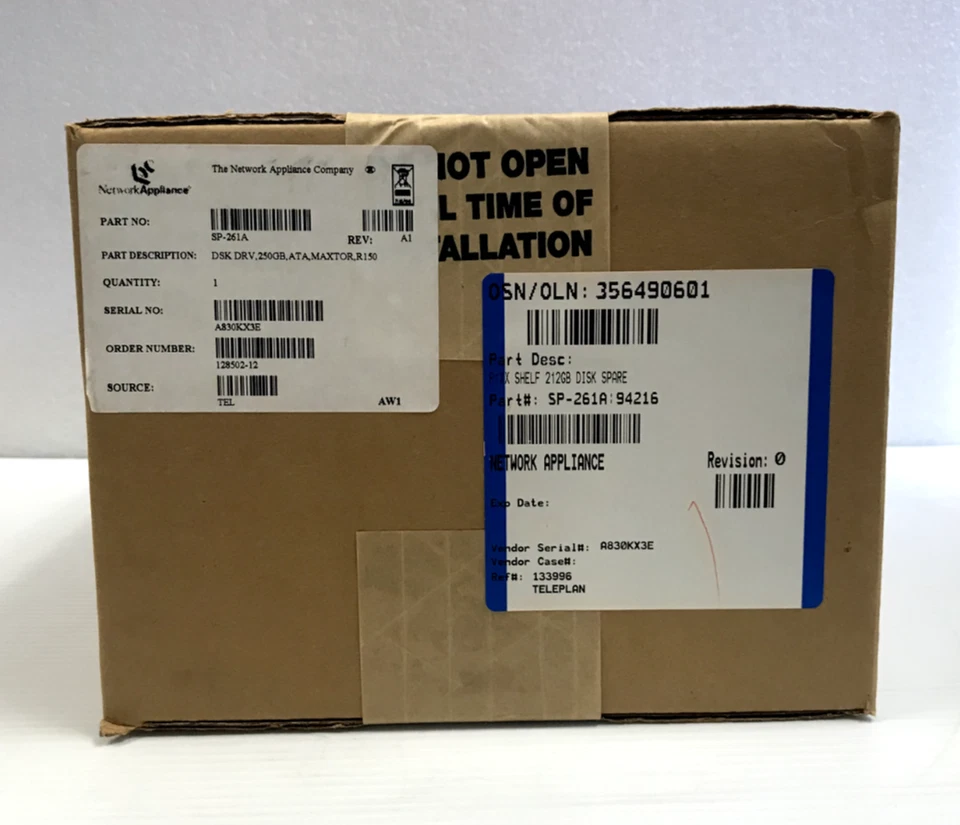 NetworkAppliance®
The Network Appliance Company
PART NO:
SP-261A
REV: A1
PART DESCRIPTION: DSK DRV,250GB,ATA,MAXTOR,R150
QUANTITY: 1
SERIAL NO:
A830KX3E
ORDER NUMBER:
128502-12
SOURCE:
TEL
AW1
NOT OPEN
L TIME OF
TALLATION
OSN/OLN: 356490601
Part Desc:
SHELF 212GB DISK SPARE
Part#: SP-261A:94216
NETWORK APPLIANCE
Revision: 0
Exp Date:
Vendor Serial#: A830KX3E
Vendor Case#:
Ref#: 133996
TELEPLAN